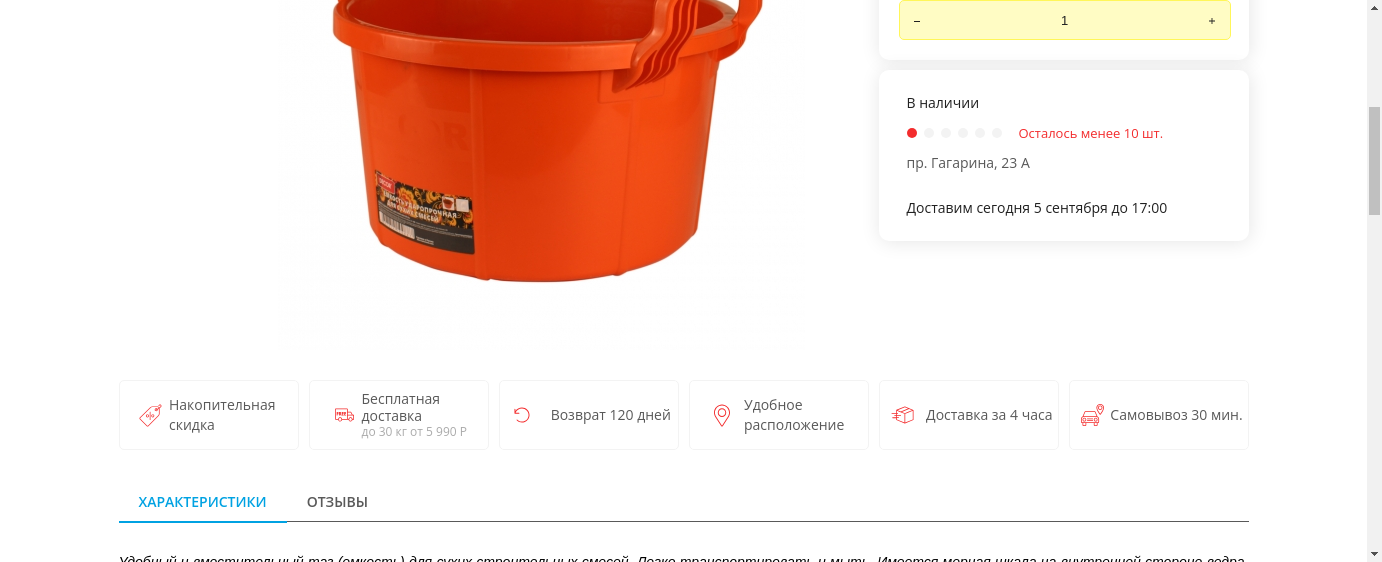 −
1
+
В наличии
Осталось менее 10 шт.
пр. Гагарина, 23 А
Доставим сегодня 5 сентября до 17:00
Накопительная
скидка
FREE
Бесплатная
доставка
до 30 кг от 5 990 Р
Возврат 120 дней
Удобное
расположение
Доставка за 4 часа
Самовывоз 30 мин.
ХАРАКТЕРИСТИКИ
ОТЗЫВЫ
Удобный и вместительный таз (емкость) для сухих строительных смесей. Легко транспортировать и мыть. Имеется мерная шкала на внутренней стороне ведра.